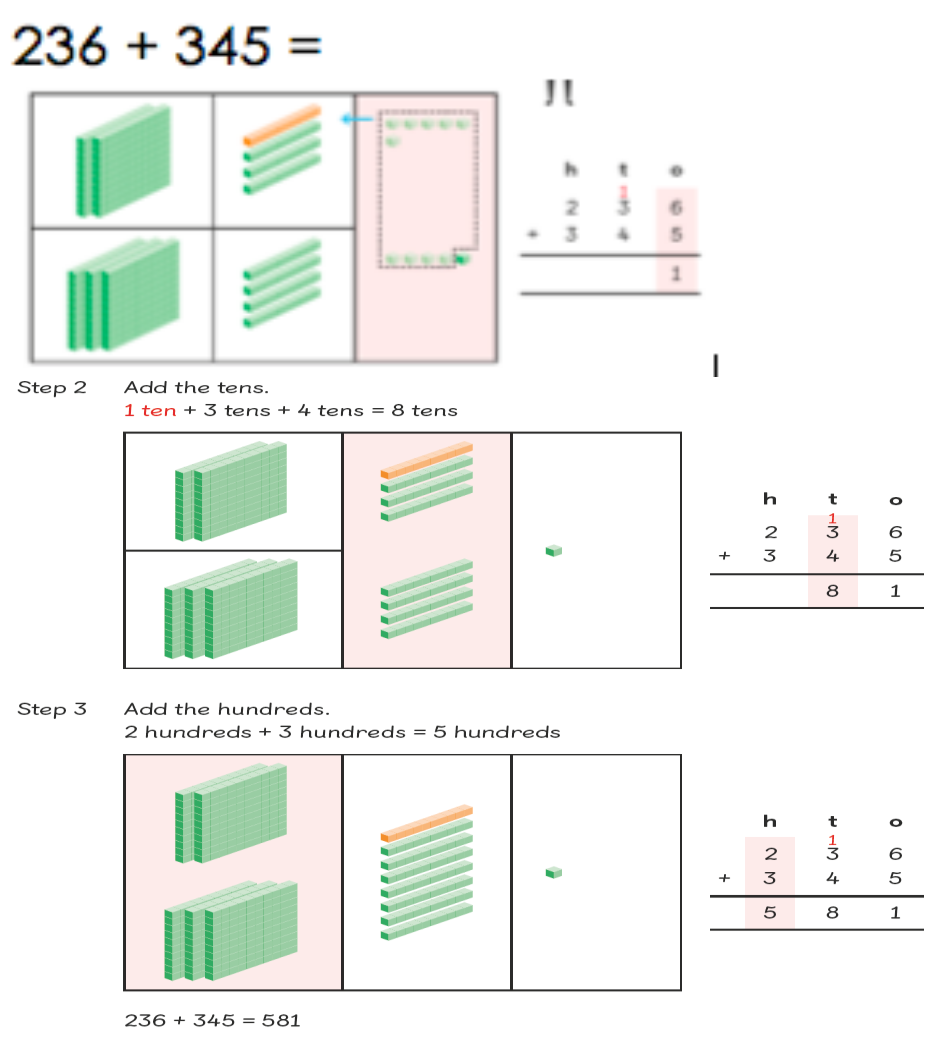 236 + 345 =
h t o
1
2 3 6
+ 3 4 5
1
Step 2 Add the tens.
1 ten + 3 tens + 4 tens = 8 tens
h t o
1
2 3 6
+ 3 4 5
8 1
Step 3 Add the hundreds.
2 hundreds + 3 hundreds = 5 hundreds
h t o
1
2 3 6
+ 3 4 5
5 8 1
236 + 345 = 581